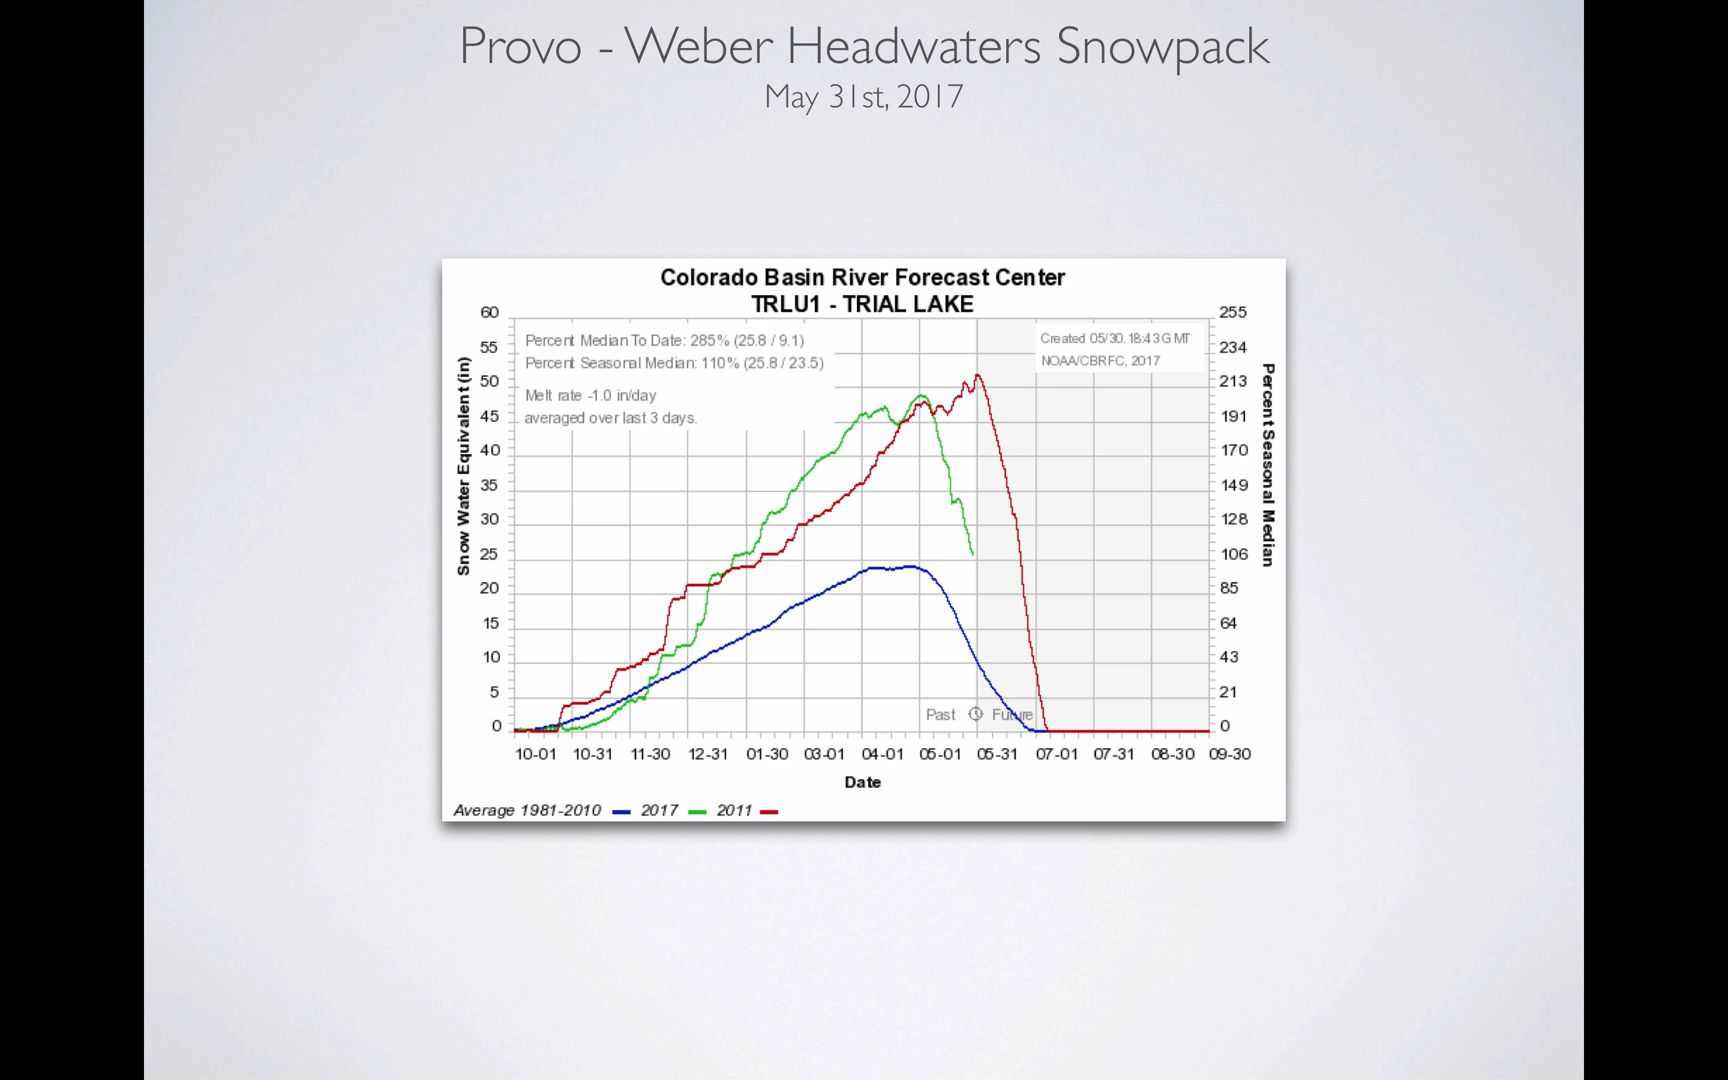 Provo - Weber Headwaters Snowpack
May 31st, 2017
Colorado Basin River Forecast Center
TRLU1 - TRIAL LAKE
Percent Median To Date: 285% (25.8 / 9.1)
Percent Seasonal Median: 110% (25.8 / 23.5)
Melt rate -1.0 in/day
averaged over last 3 days.
Created 05/30.18:43 GMT
NOAA/CBRFC, 2017
Snow Water Equivalent (in)
60
55
50
45
40
35
30
25
20
15
10
5
0
255
234
213
191
170
149
128
106
85
64
43
21
0
Percent Seasonal Median
Past Future
10-01 10-31 11-30 12-31 01-30 03-01 04-01 05-01 05-31 07-01 07-31 08-30 09-30
Date
Average 1981-2010 2017 2011